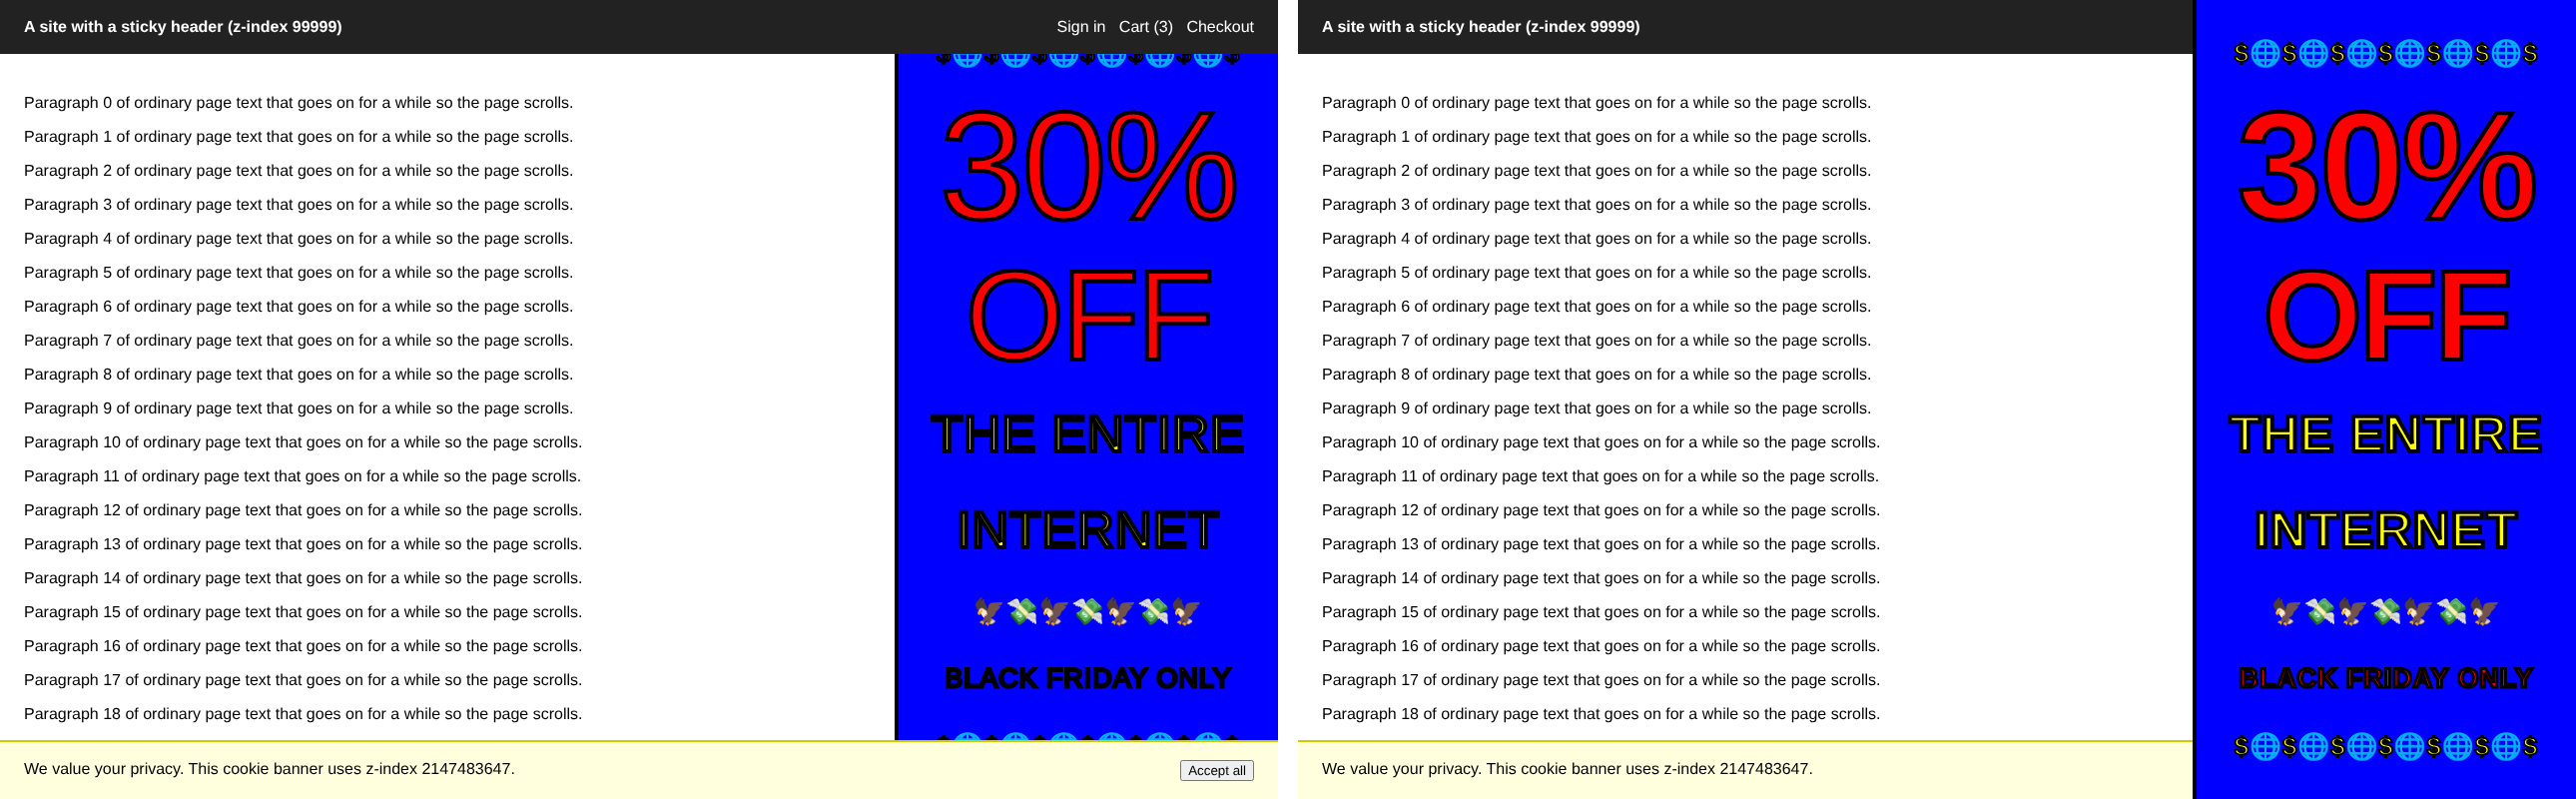 A site with a sticky header (z-index 99999) Sign in Cart (3) Checkout
$🌐$🌐$🌐$🌐$🌐$🌐$
Paragraph 0 of ordinary page text that goes on for a while so the page scrolls.
Paragraph 1 of ordinary page text that goes on for a while so the page scrolls.
Paragraph 2 of ordinary page text that goes on for a while so the page scrolls.
Paragraph 3 of ordinary page text that goes on for a while so the page scrolls.
Paragraph 4 of ordinary page text that goes on for a while so the page scrolls.
Paragraph 5 of ordinary page text that goes on for a while so the page scrolls.
Paragraph 6 of ordinary page text that goes on for a while so the page scrolls.
Paragraph 7 of ordinary page text that goes on for a while so the page scrolls.
Paragraph 8 of ordinary page text that goes on for a while so the page scrolls.
Paragraph 9 of ordinary page text that goes on for a while so the page scrolls.
Paragraph 10 of ordinary page text that goes on for a while so the page scrolls.
Paragraph 11 of ordinary page text that goes on for a while so the page scrolls.
Paragraph 12 of ordinary page text that goes on for a while so the page scrolls.
Paragraph 13 of ordinary page text that goes on for a while so the page scrolls.
Paragraph 14 of ordinary page text that goes on for a while so the page scrolls.
Paragraph 15 of ordinary page text that goes on for a while so the page scrolls.
Paragraph 16 of ordinary page text that goes on for a while so the page scrolls.
Paragraph 17 of ordinary page text that goes on for a while so the page scrolls.
Paragraph 18 of ordinary page text that goes on for a while so the page scrolls.
30%
OFF
THE ENTIRE
INTERNET
🦅💸🦅💸🦅💸🦅
BLACK FRIDAY ONLY
$🌐$🌐$🌐$🌐$🌐$🌐$
We value your privacy. This cookie banner uses z-index 2147483647. Accept all
A site with a sticky header (z-index 99999)
Paragraph 0 of ordinary page text that goes on for a while so the page scrolls.
Paragraph 1 of ordinary page text that goes on for a while so the page scrolls.
Paragraph 2 of ordinary page text that goes on for a while so the page scrolls.
Paragraph 3 of ordinary page text that goes on for a while so the page scrolls.
Paragraph 4 of ordinary page text that goes on for a while so the page scrolls.
Paragraph 5 of ordinary page text that goes on for a while so the page scrolls.
Paragraph 6 of ordinary page text that goes on for a while so the page scrolls.
Paragraph 7 of ordinary page text that goes on for a while so the page scrolls.
Paragraph 8 of ordinary page text that goes on for a while so the page scrolls.
Paragraph 9 of ordinary page text that goes on for a while so the page scrolls.
Paragraph 10 of ordinary page text that goes on for a while so the page scrolls.
Paragraph 11 of ordinary page text that goes on for a while so the page scrolls.
Paragraph 12 of ordinary page text that goes on for a while so the page scrolls.
Paragraph 13 of ordinary page text that goes on for a while so the page scrolls.
Paragraph 14 of ordinary page text that goes on for a while so the page scrolls.
Paragraph 15 of ordinary page text that goes on for a while so the page scrolls.
Paragraph 16 of ordinary page text that goes on for a while so the page scrolls.
Paragraph 17 of ordinary page text that goes on for a while so the page scrolls.
Paragraph 18 of ordinary page text that goes on for a while so the page scrolls.
We value your privacy. This cookie banner uses z-index 2147483647.
$🌐$🌐$🌐$🌐$🌐$🌐$
30%
OFF
THE ENTIRE
INTERNET
🦅💸🦅💸🦅💸🦅
BLACK FRIDAY ONLY
$🌐$🌐$🌐$🌐$🌐$🌐$